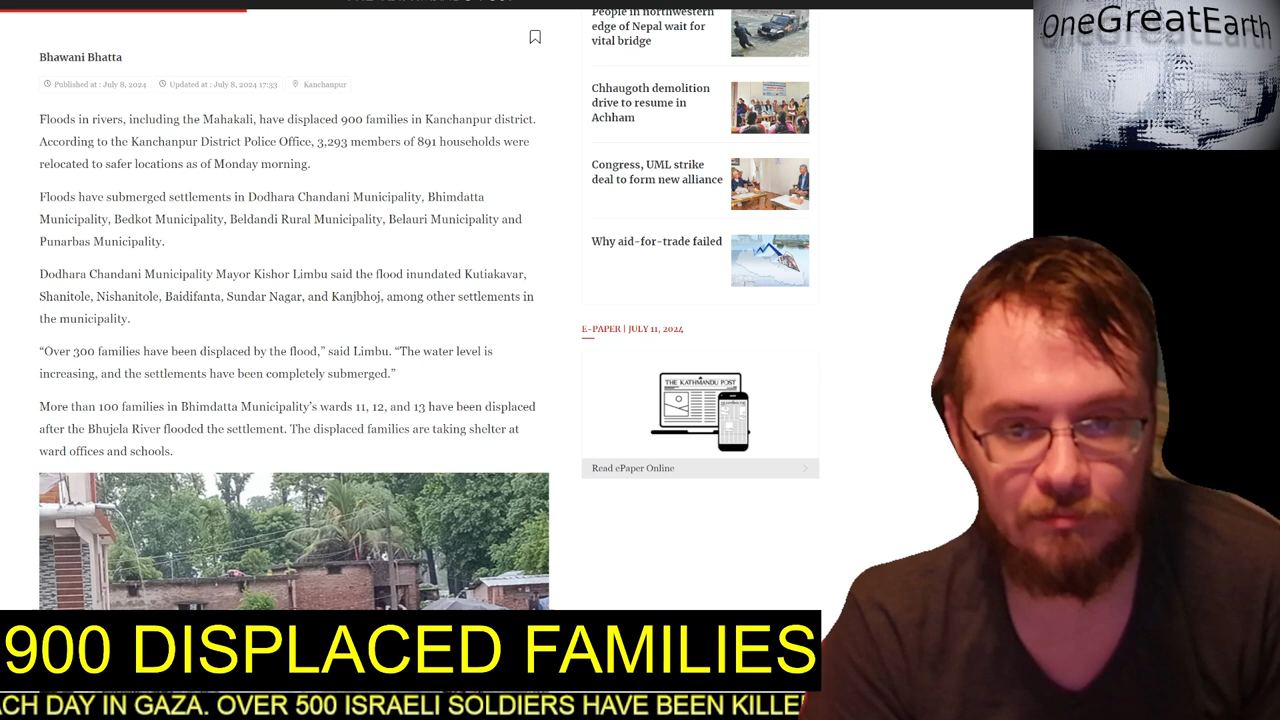 Bhawani Bhatta
Published at : July 8, 2024 Updated at : July 8, 2024 17:33 Kanchanpur
Floods in rivers, including the Mahakali, have displaced 900 families in Kanchanpur district.
According to the Kanchanpur District Police Office, 3,293 members of 891 households were
relocated to safer locations as of Monday morning.
Floods have submerged settlements in Dodhara Chandani Municipality, Bhimdatta
Municipality, Bedkot Municipality, Beldandi Rural Municipality, Belauri Municipality and
Punarbas Municipality.
Dodhara Chandani Municipality Mayor Kishor Limbu said the flood inundated Kutiakavar,
Shanitole, Nishanitole, Baidifanta, Sundar Nagar, and Kanjbhoj, among other settlements in
the municipality.
“Over 300 families have been displaced by the flood,” said Limbu. “The water level is
increasing, and the settlements have been completely submerged.”
More than 100 families in Bhimdatta Municipality’s wards 11, 12, and 13 have been displaced
after the Bhujela River flooded the settlement. The displaced families are taking shelter at
ward offices and schools.
People in northwestern
edge of Nepal wait for
vital bridge
Chhaugoth demolition
drive to resume in
Achham
Congress, UML strike
deal to form new alliance
Why aid-for-trade failed
E-PAPER | JULY 11, 2024
THE KATHMANDU POST
Read ePaper Online
OneGreatEarth
900 DISPLACED FAMILIES
ACH DAY IN GAZA. OVER 500 ISRAELI SOLDIERS HAVE BEEN KILLE